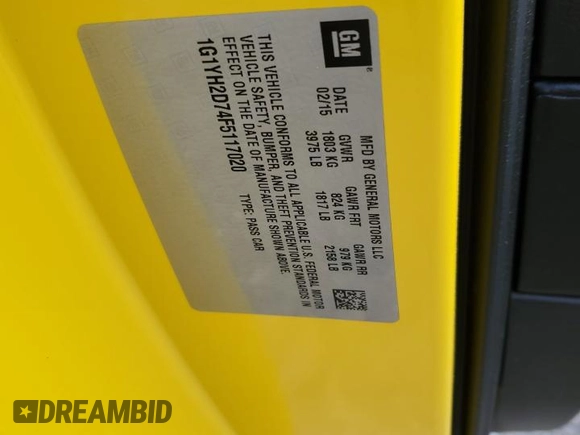 GM
MFD BY GENERAL MOTORS LLC
DATE GVWR GAWR FRT GAWR RR
02/15 1803 KG 824 KG 979 KG
3975 LB 1817 LB 2158 LB
THIS VEHICLE CONFORMS TO ALL APPLICABLE U.S. FEDERAL MOTOR
VEHICLE SAFETY, BUMPER, AND THEFT PREVENTION STANDARDS IN
EFFECT ON THE DATE OF MANUFACTURE SHOWN ABOVE.
1G1YH2D74F5117020 TYPE: PASS CAR
DREAMBID